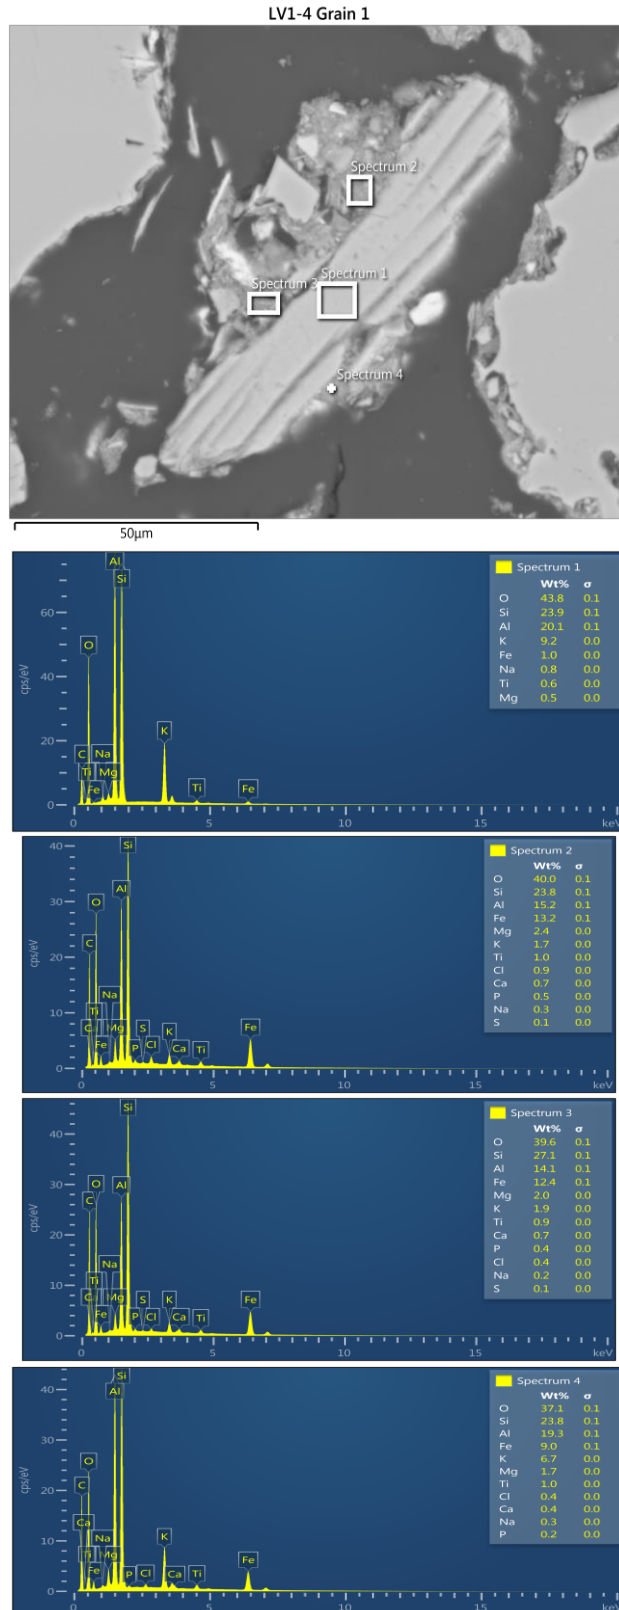 LV1-4 Grain 1
Spectrum 2
Spectrum 3
Spectrum 1
Spectrum 4
50µm
Spectrum 1
Wt% σ
O 43.8 0.1
Si 23.9 0.1
Al 20.1 0.1
K 9.2 0.0
Fe 1.0 0.0
Na 0.8 0.0
Ti 0.6 0.0
Mg 0.5 0.0
cps/eV
60
40
20
0
Al
Si
O
K
C
Na
Ti
Mg
Fe
Ti
Fe
0 5 10 15 keV
Spectrum 2
Wt% σ
O 40.0 0.1
Si 23.8 0.1
Al 15.2 0.1
Fe 13.2 0.1
Mg 2.4 0.0
K 1.7 0.0
Ti 1.0 0.0
Cl 0.9 0.0
Ca 0.7 0.0
P 0.5 0.0
Na 0.3 0.0
S 0.1 0.0
cps/eV
40
30
20
10
0
Si
Al
O
C
Na
Ti
Mg
S
K
Fe
Fe
P
Cl
Ca
Ti
0 5 10 15 keV
Spectrum 3
Wt% σ
O 39.6 0.1
Si 27.1 0.1
Al 14.1 0.1
Fe 12.4 0.1
Mg 2.0 0.0
K 1.9 0.0
Ti 0.9 0.0
Ca 0.7 0.0
P 0.4 0.0
Cl 0.4 0.0
Na 0.2 0.0
S 0.1 0.0
cps/eV
40
30
20
10
0
Si
O
Al
C
Na
Ti
Mg
S
K
Fe
Fe
P
Cl
Ca
Ti
0 5 10 15 keV
Spectrum 4
Wt% σ
O 37.1 0.1
Si 23.8 0.1
Al 19.3 0.1
Fe 9.0 0.1
K 6.7 0.0
Mg 1.7 0.0
Ti 1.0 0.0
Cl 0.4 0.0
Ca 0.4 0.0
Na 0.3 0.0
P 0.2 0.0
cps/eV
40
30
20
10
0
Si
Al
O
C
Ca
Na
Mg
K
Fe
Fe
P
Cl
Ca
Ti
0 5 10 15 keV